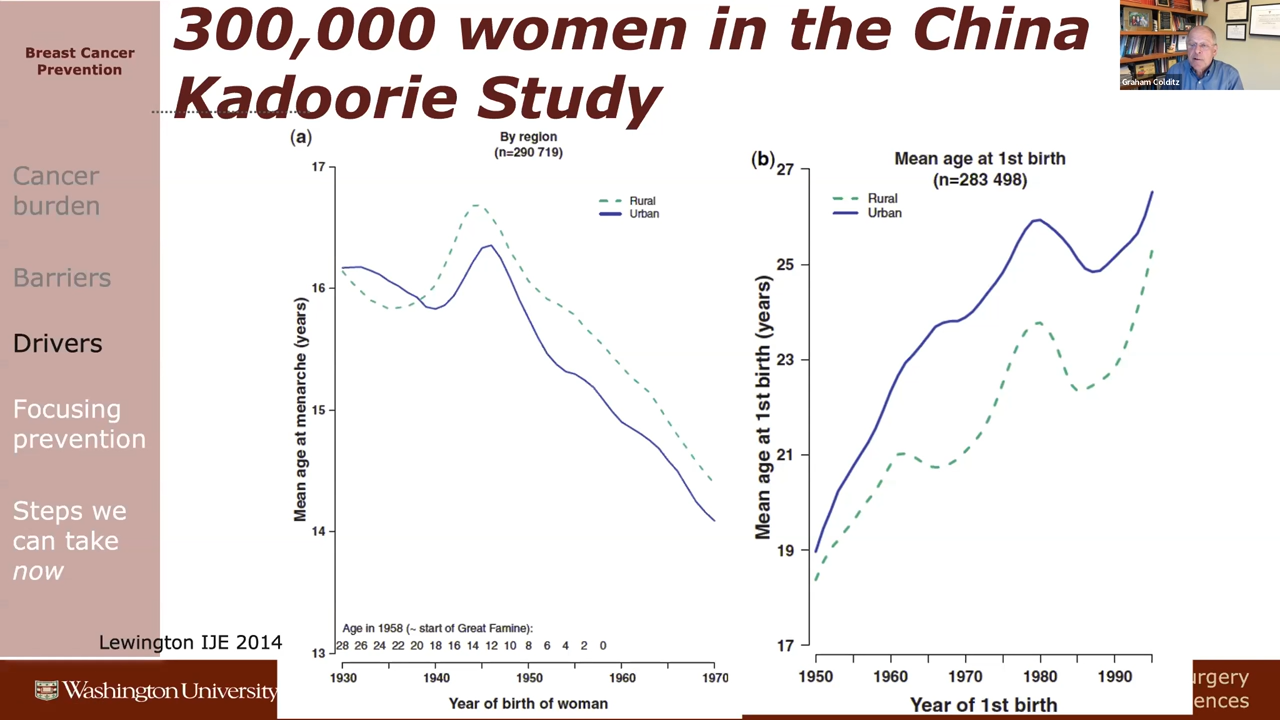 300,000 women in the China
Kadoorie Study
Breast Cancer
Prevention
Cancer
burden
Barriers
Drivers
Focusing
prevention
Steps we
can take
now
Graham Colditz
(a)
By region
(n=290 719)
Rural
Urban
Mean age at menarche (years)
17
16
15
14
13
Age in 1958 (~ start of Great Famine):
28 26 24 22 20 18 16 14 12 10 8 6 4 2 0
1930 1940 1950 1960 1970
Year of birth of woman
(b)
Mean age at 1st birth
(n=283 498)
Rural
Urban
Mean age at 1st birth (years)
27
25
23
21
19
17
1950 1960 1970 1980 1990
Year of 1st birth
Lewington IJE 2014
Washington University
urgery
ences